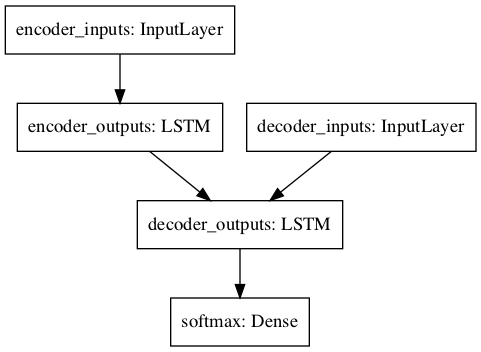 encoder_inputs: InputLayer
encoder_outputs: LSTM
decoder_inputs: InputLayer
decoder_outputs: LSTM
softmax: Dense